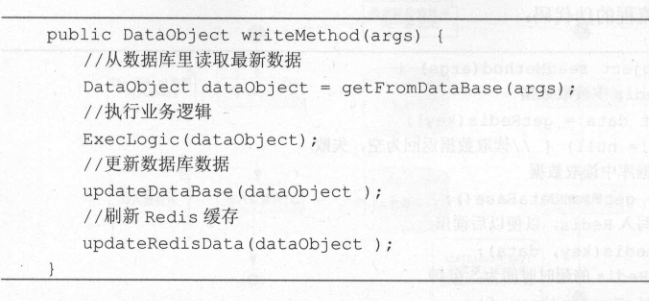 public DataObject writeMethod(args) {
//从数据库里读取最新数据
DataObject dataObject = getFromDataBase(args);
//执行业务逻辑
ExecLogic(dataObject);
//更新数据库数据
updateDataBase(dataObject );
//刷新 Redis 缓存
updateRedisData(dataObject );
}